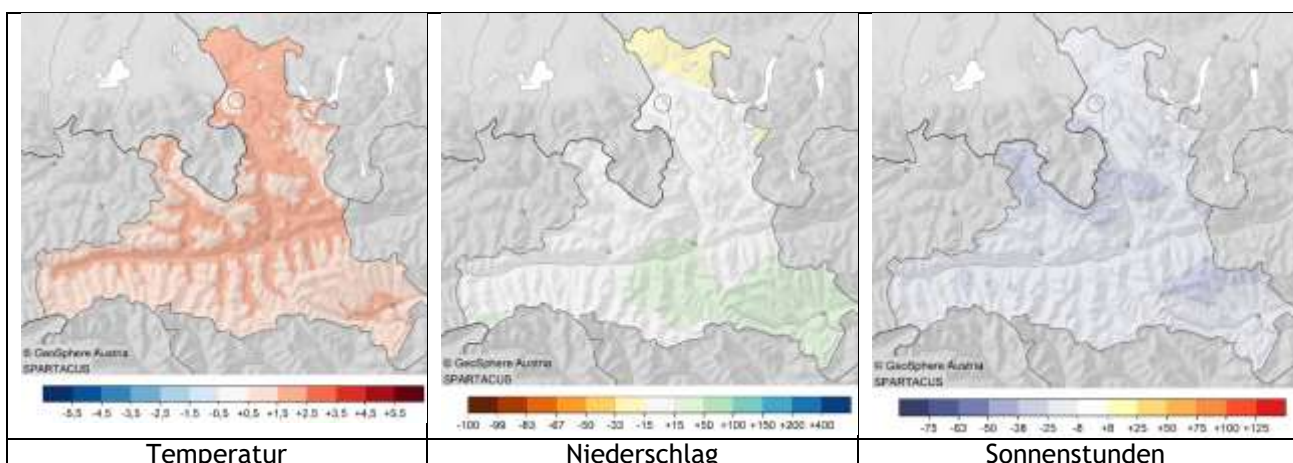 © GeoSphere Austria
SPARTACUS
-5,5 -4,5 -3,5 -2,5 -1,5 -0,5 +0,5 +1,5 +2,5 +3,5 +4,5 +5,5
Temperatur
© GeoSphere Austria
SPARTACUS
-100 -99 -83 -67 -50 -33 -15 +15 +50 +100 +150 +200 +400
Niederschlag
© GeoSphere Austria
SPARTACUS
-75 -63 -50 -38 -25 -8 +8 +25 +50 +75 +100 +125
Sonnenstunden